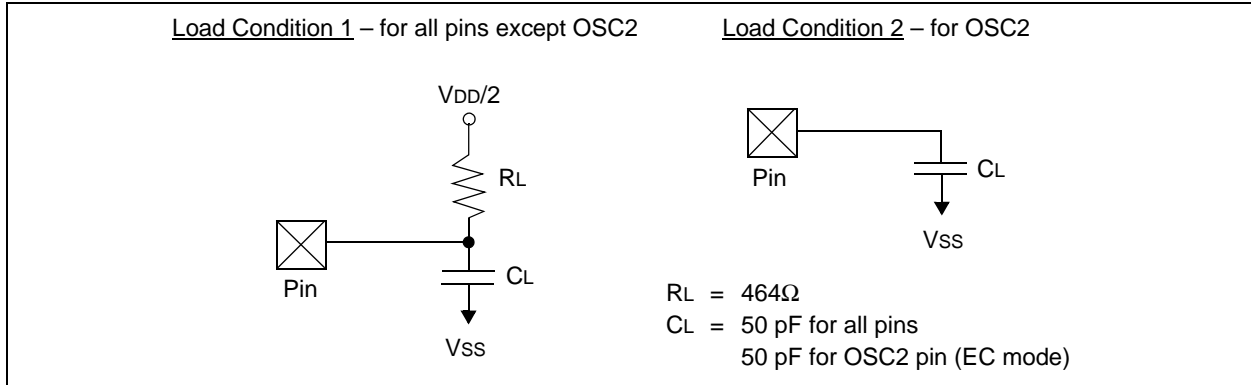 Load Condition 1 – for all pins except OSC2
VDD/2
RL
Pin
CL
VSS
Load Condition 2 – for OSC2
Pin
CL
VSS
RL = 464Ω
CL = 50 pF for all pins
50 pF for OSC2 pin (EC mode)